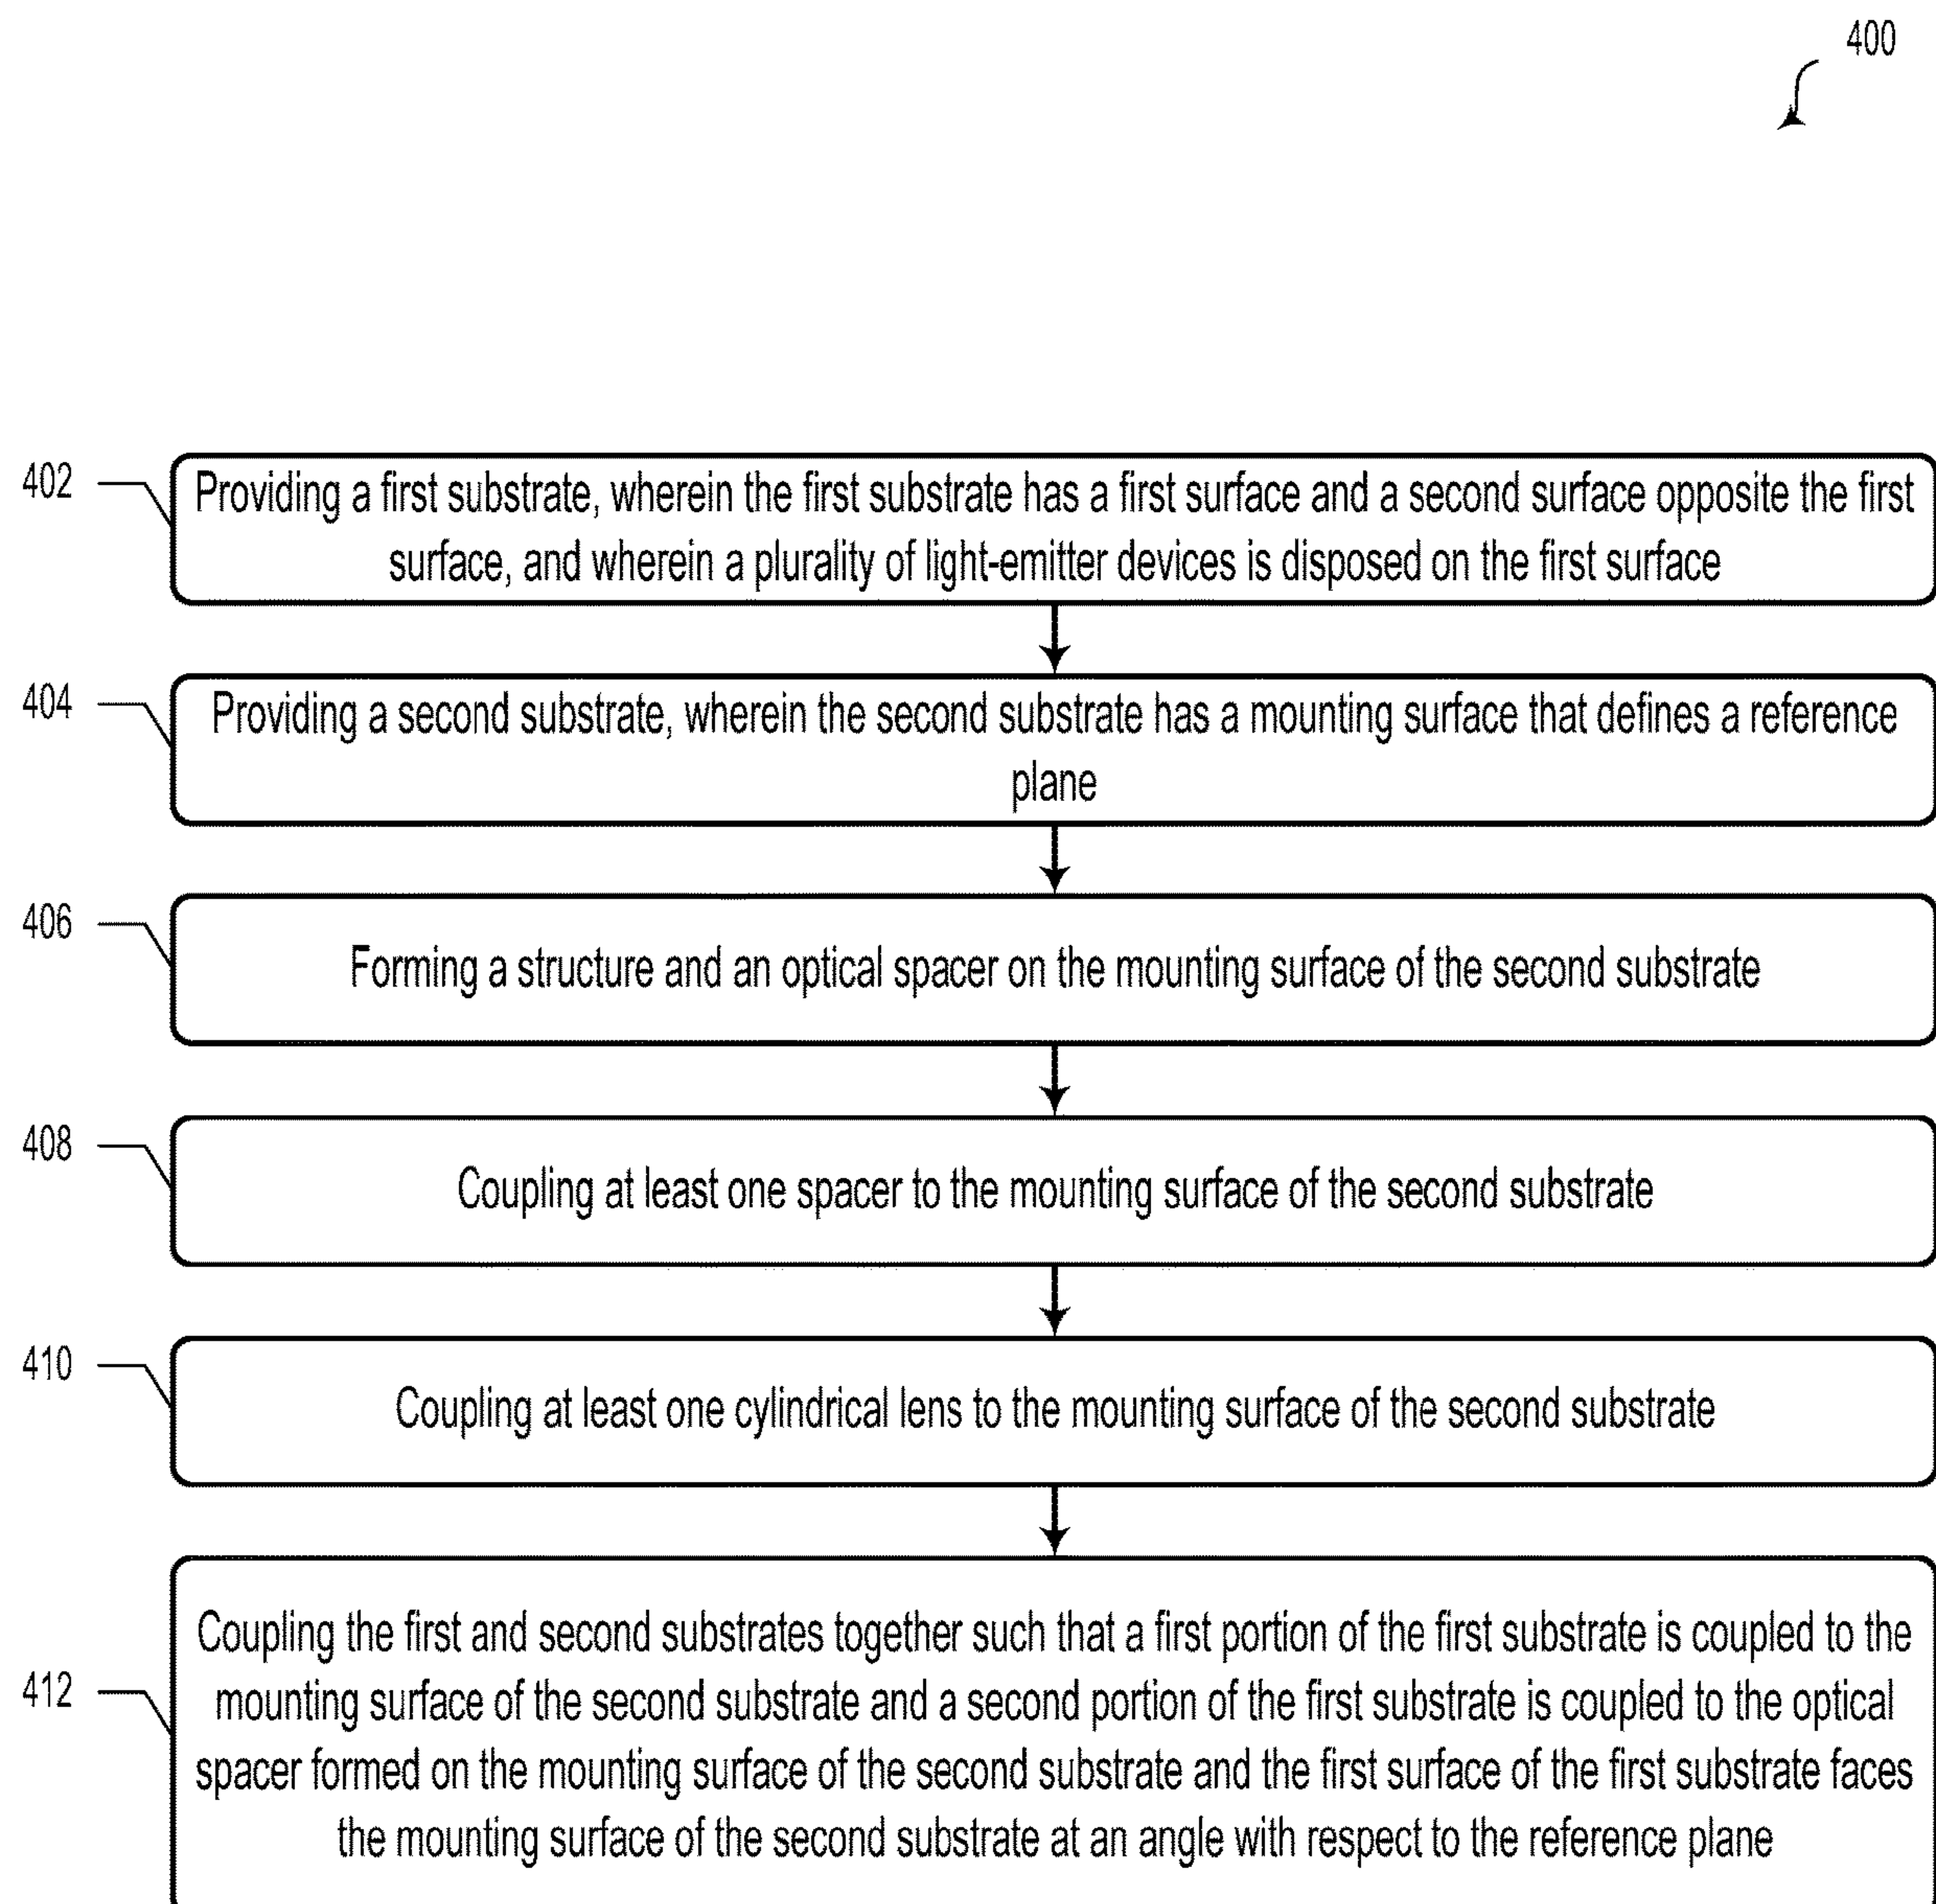 400
402
Providing a first substrate, wherein the first substrate has a first surface and a second surface opposite the first
surface, and wherein a plurality of light-emitter devices is disposed on the first surface
404
Providing a second substrate, wherein the second substrate has a mounting surface that defines a reference
plane
406
Forming a structure and an optical spacer on the mounting surface of the second substrate
408
Coupling at least one spacer to the mounting surface of the second substrate
410
Coupling at least one cylindrical lens to the mounting surface of the second substrate
412
Coupling the first and second substrates together such that a first portion of the first substrate is coupled to the
mounting surface of the second substrate and a second portion of the first substrate is coupled to the optical
spacer formed on the mounting surface of the second substrate and the first surface of the first substrate faces
the mounting surface of the second substrate at an angle with respect to the reference plane